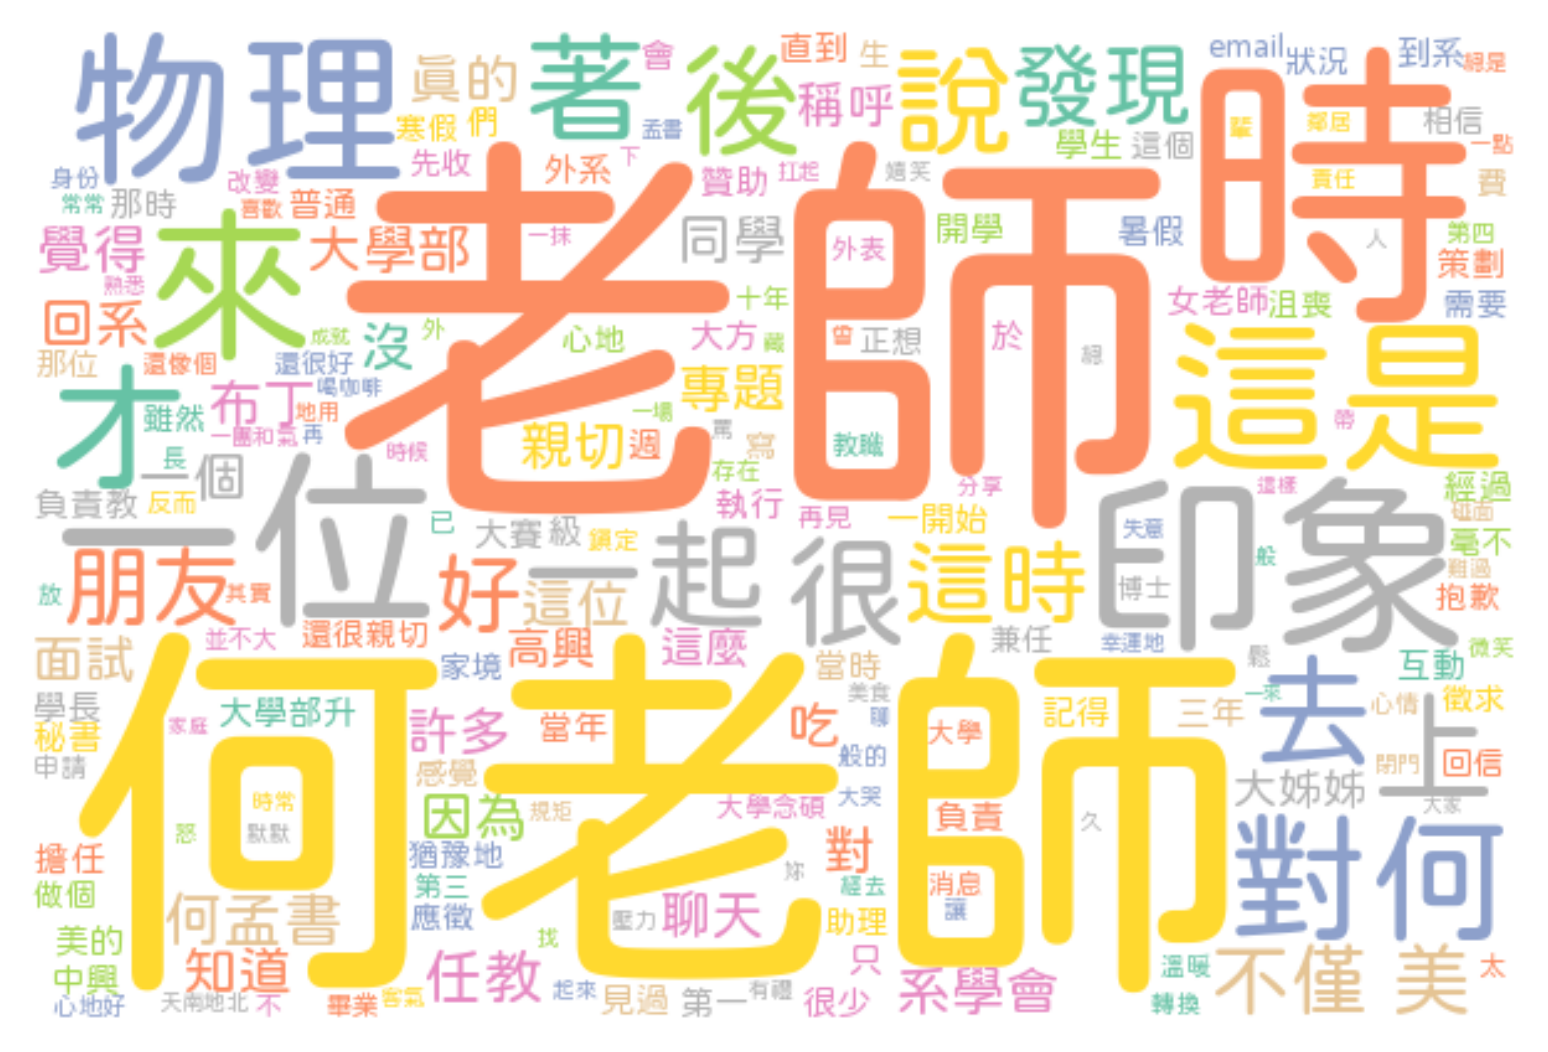 物理
真的
著
會
後
直到
生
稱呼
說
發現
email
狀況
到系
總是
時
寒假
們
孟書
學生
這個
輩
鄰居
相信
一點
先收
外系
下
贊助
扛起
嬉笑
責任
費
身份
改變
常常
那時
喜歡
普通
老師
一抹
同學
外表
開學
暑假
人
第四
覺得
來
大學部
策劃
熟悉
十年
女老師
沮喪
需要
回系
成就
沒
外
心地
大方
藏
曾
正想
於
總
這是
那位
還像個
還很好
才
雖然
布丁
喝咖啡
地用
專題
一場
帶
一團和氣
再
親切
週
罵
寫
教職
長
時候
存在
一個
分享
這樣
經過
負責教
反而
一位
已
大賽
級
鎖定
執行
再見
一開始
印象
失意
碰面
毫不
朋友
其實
放
好
這位
一起
很
這時
博士
般
難過
抱歉
並不大
還很親切
高興
這麼
兼任
幸運地
微笑
面試
何老師
家境
當時
鬆
互動
學長
大學部升
美食
一來
去
心情
徵求
秘書
家庭
許多
當年
吃
聊
大學
記得
三年
上
申請
感覺
般的
閉門
回信
時常
因為
規矩
大學念碩
大哭
大姊姊
大家
怒
默默
負責
久
擔任
猶豫地
對
對何
做個
第三
妳
經去
消息
何孟書
應徵
壓力
聊天
助理
讓
美的
找
知道
任教
只
溫暖
不僅
美
太
中興
系學會
心地好
天南地北
不
畢業
客氣
起來
見過
第一
有禮
很少
轉換